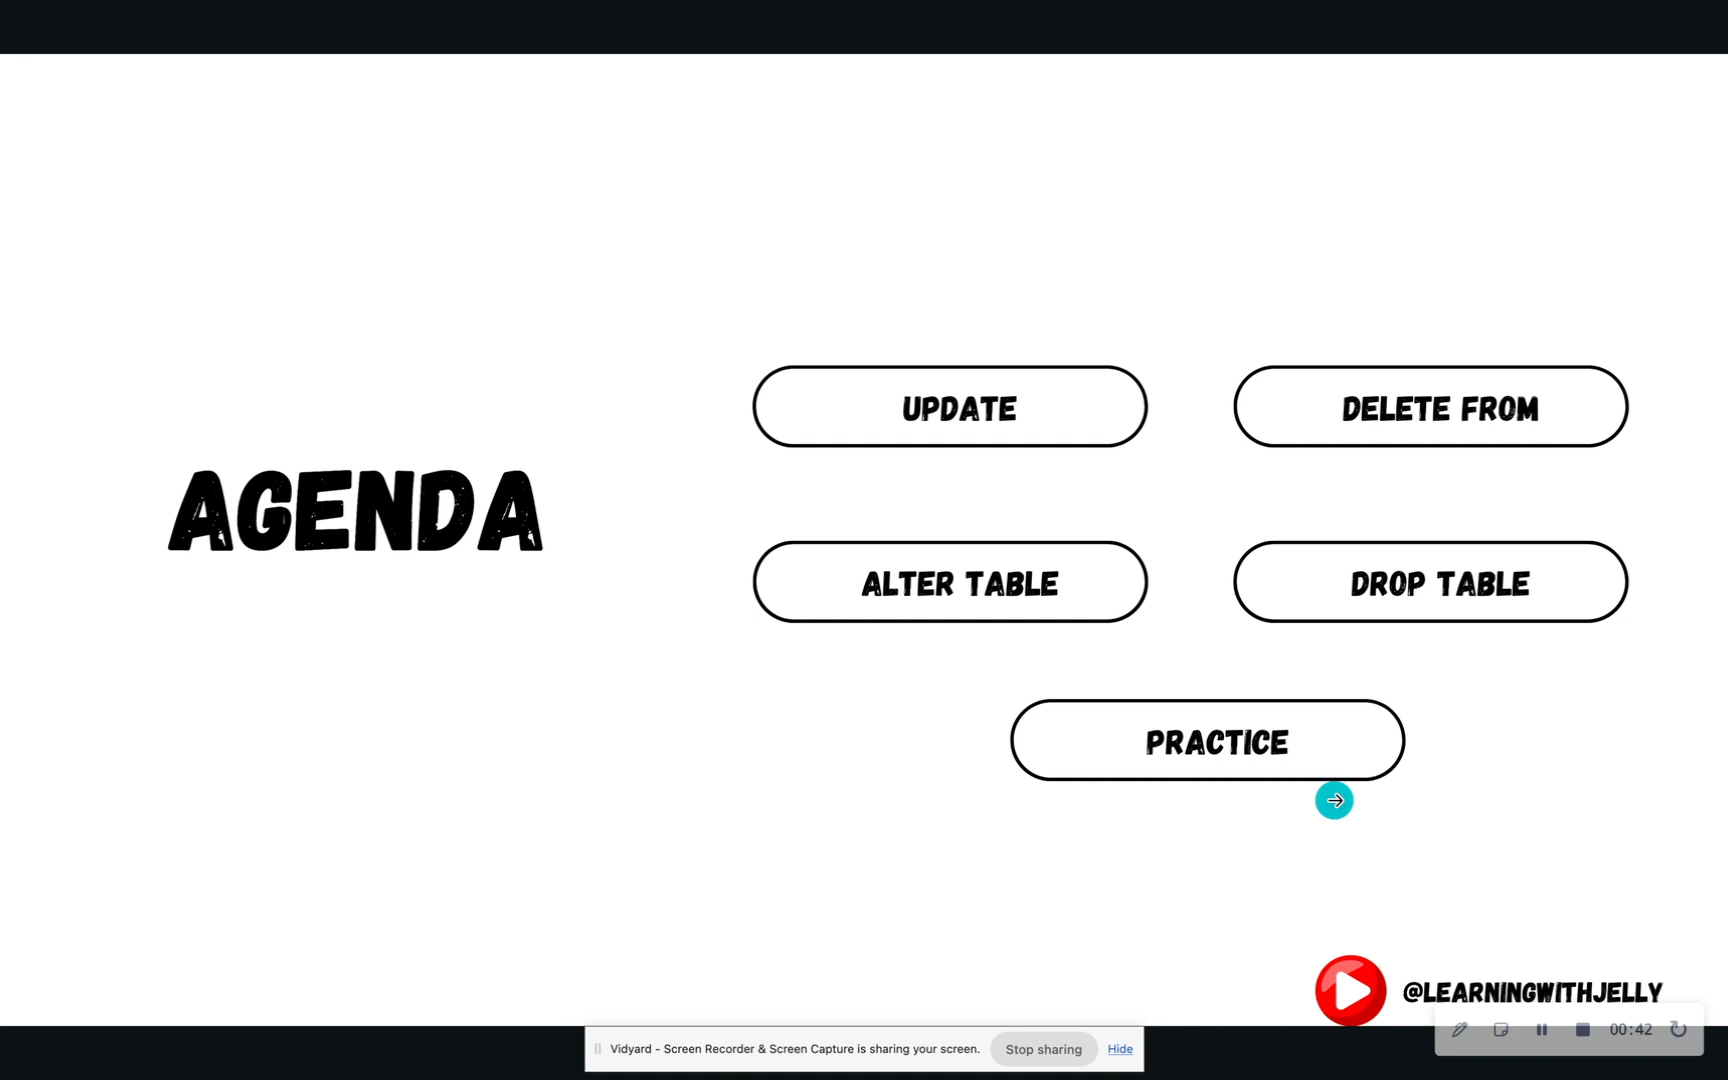 AGENDA
UPDATE
DELETE FROM
ALTER TABLE
DROP TABLE
PRACTICE
@LEARNINGWITHJELLY
00:42
Vidyard - Screen Recorder & Screen Capture is sharing your screen.
Stop sharing
Hide